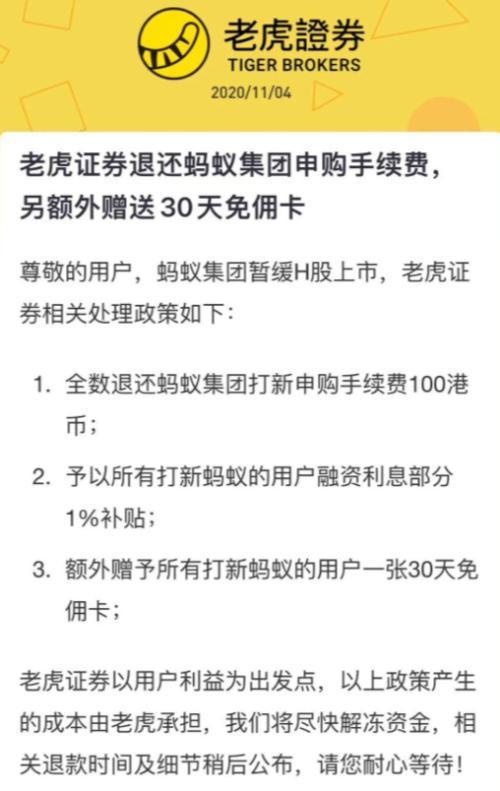 老虎證券
TIGER BROKERS
2020/11/04
老虎证券退还蚂蚁集团申购手续费，
另额外赠送30天免佣卡
尊敬的用户，蚂蚁集团暂缓H股上市，老虎证
券相关处理政策如下：
1. 全数退还蚂蚁集团打新申购手续费100港
币；
2. 予以所有打新蚂蚁的用户融资利息部分
1%补贴；
3. 额外赠予所有打新蚂蚁的用户一张30天免
佣卡；
老虎证券以用户利益为出发点，以上政策产生
的成本由老虎承担，我们将尽快解冻资金，相
关退款时间及细节稍后公布，请您耐心等待！